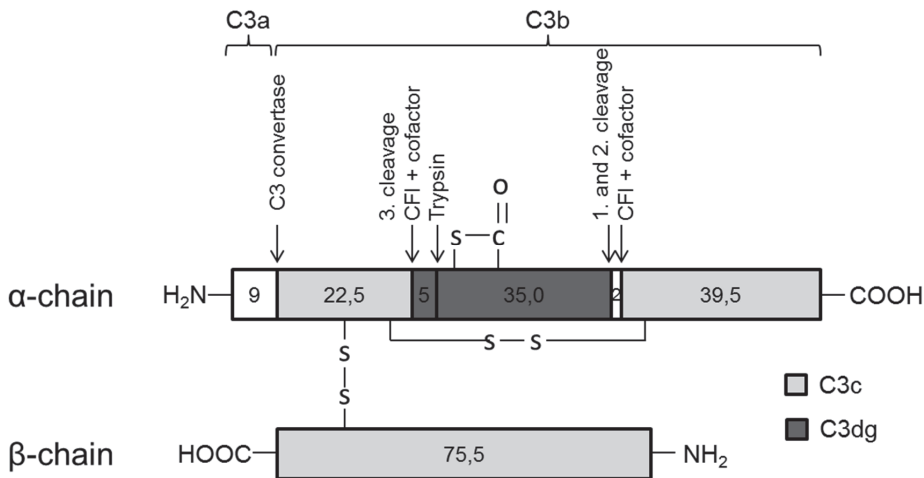 C3a
C3b
C3 convertase
3. cleavage
CFI + cofactor
Trypsin
1. and 2. cleavage
CFI + cofactor
O
S
C
α-chain
H₂N
9
22,5
5
35,0
2
39,5
COOH
S S
S
S
C3c
C3dg
β-chain
HOOC
75,5
NH₂